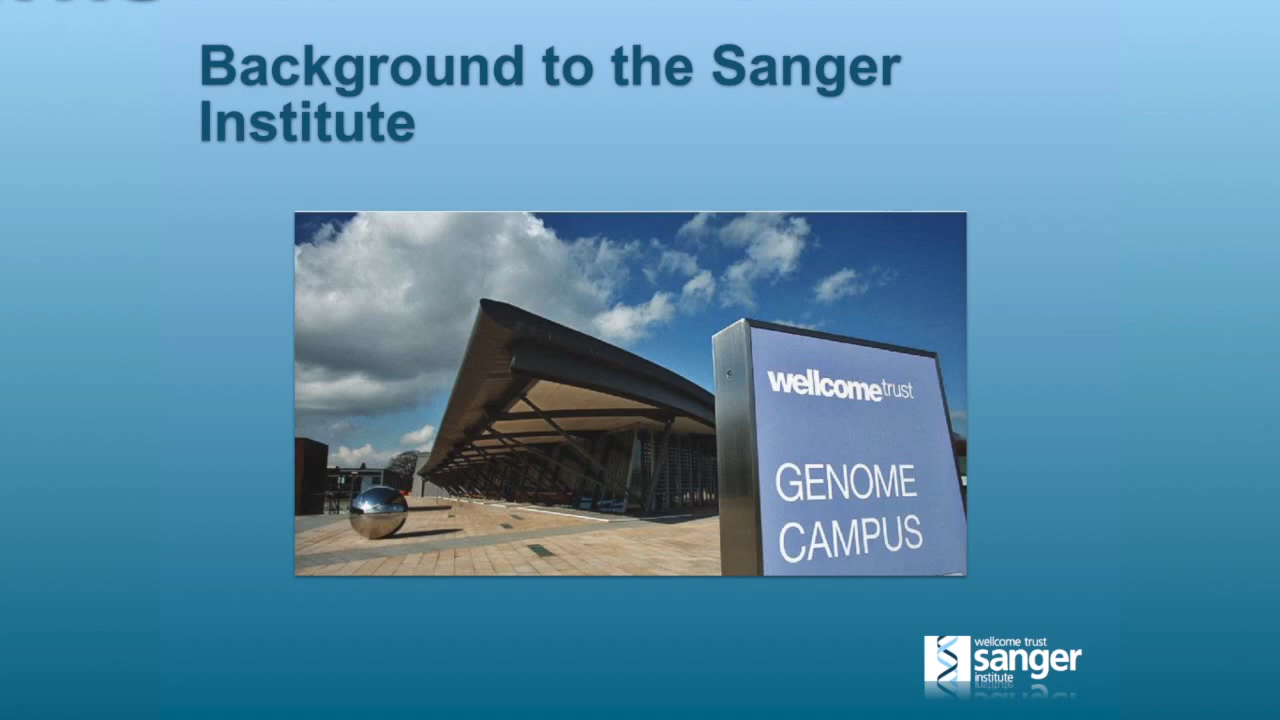 Background to the Sanger
Institute
wellcometrust
GENOME
CAMPUS
wellcome trust
sanger
institute